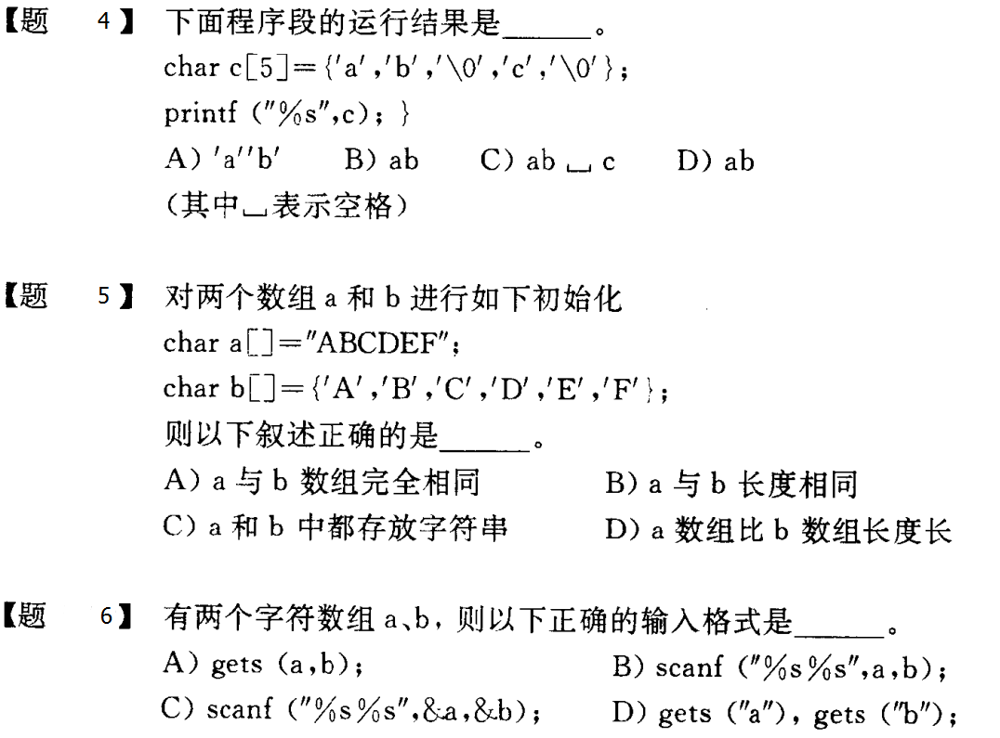 【题 4】 下面程序段的运行结果是______。
char c[5]={'a','b','\0','c','\0'};
printf ("%s",c); }
A) 'a''b' B) ab C) ab ␣ c D) ab
(其中␣表示空格)
【题 5】 对两个数组 a 和 b 进行如下初始化
char a[]="ABCDEF";
char b[]={'A','B','C','D','E','F'};
则以下叙述正确的是______。
A) a 与 b 数组完全相同 B) a 与 b 长度相同
C) a 和 b 中都存放字符串 D) a 数组比 b 数组长度长
【题 6】 有两个字符数组 a、b, 则以下正确的输入格式是______。
A) gets (a,b); B) scanf ("%s%s",a,b);
C) scanf ("%s%s",&a,&b); D) gets ("a"), gets ("b");